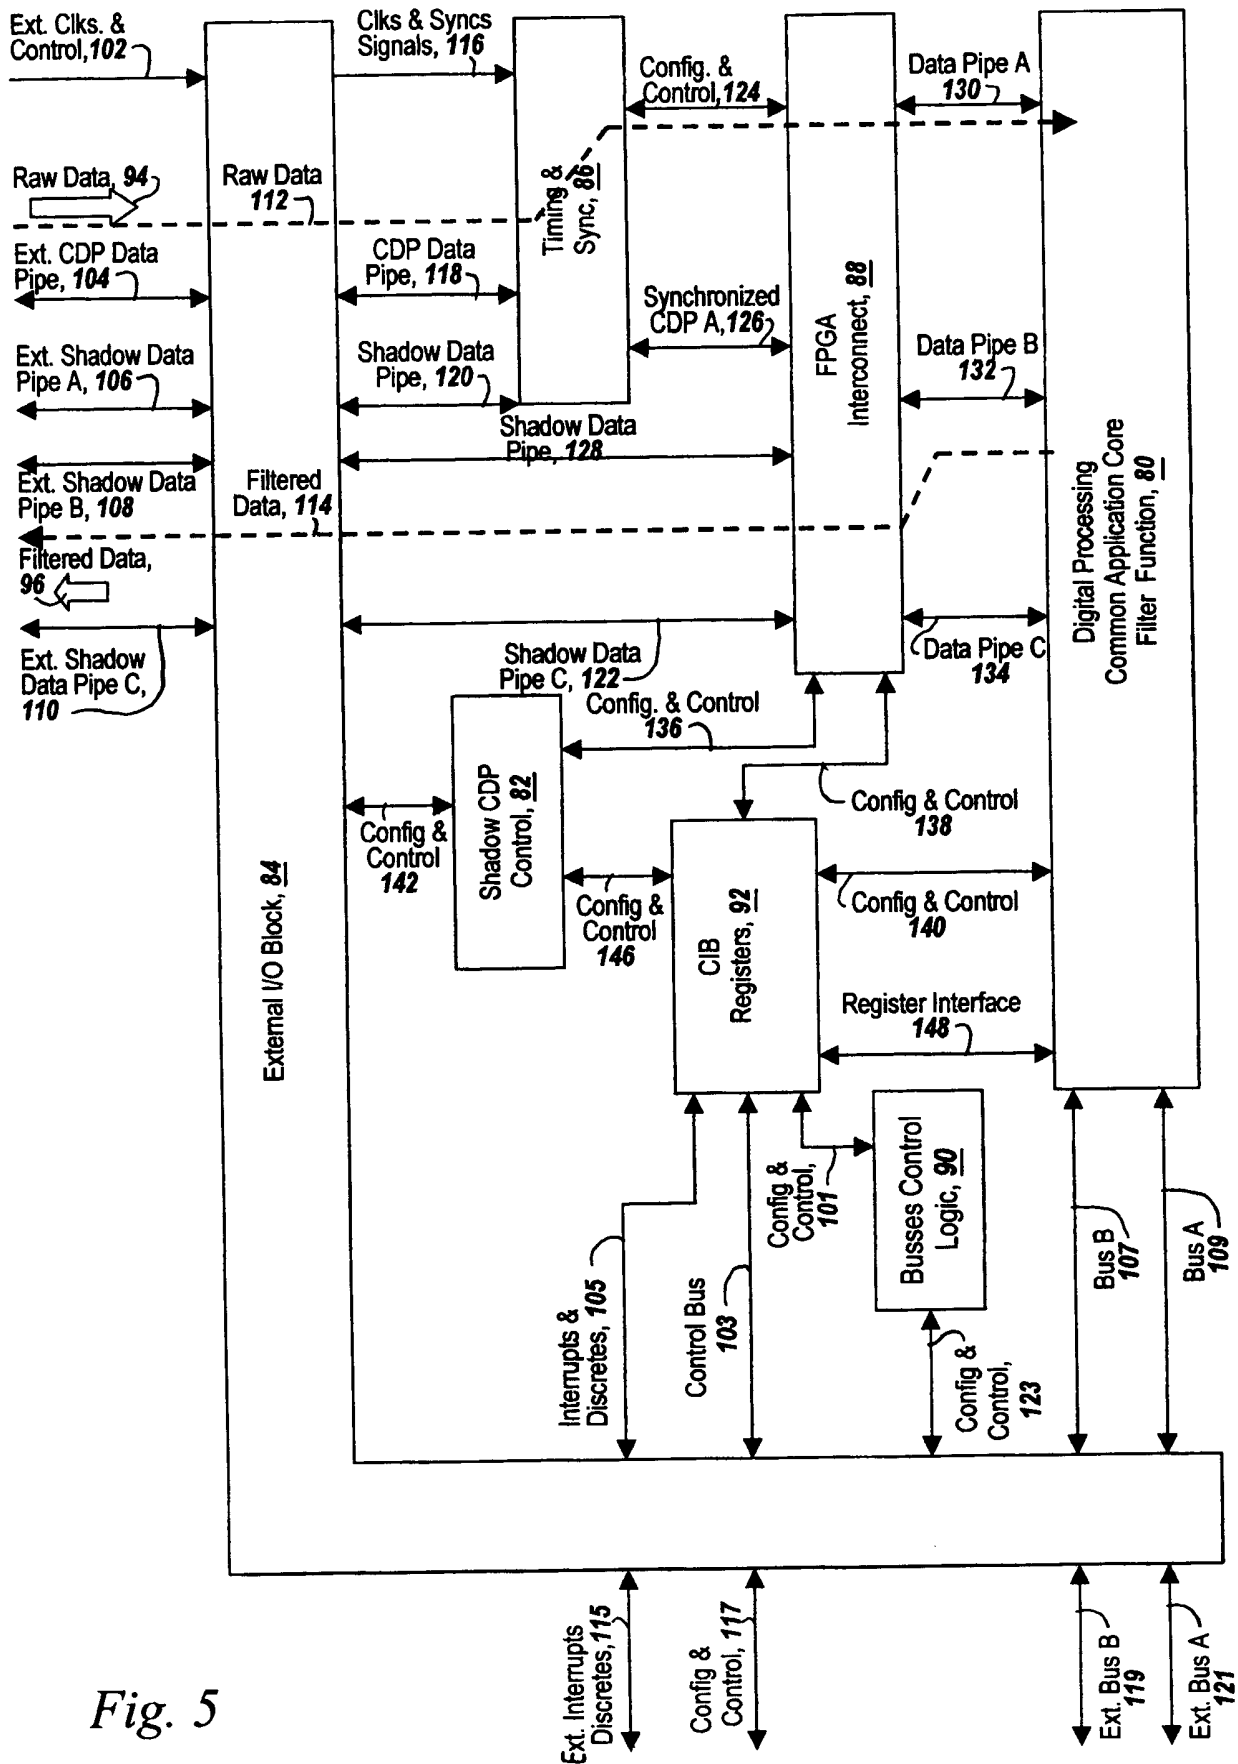 Ext. Clks. &
Control, 102
Clks & Syncs
Signals, 116
Config. &
Control, 124
Data Pipe A
130
Raw Data, 94
Raw Data
112
Timing &
Sync, 86
Ext. CDP Data
Pipe, 104
CDP Data
Pipe, 118
Synchronized
CDP A, 126
FPGA
Interconnect, 88
Data Pipe B
132
Ext. Shadow Data
Pipe A, 106
Shadow Data
Pipe, 120
Shadow Data
Pipe, 128
Ext. Shadow Data
Pipe B, 108
Filtered
Data, 114
Filtered Data,
96
Digital Processing
Common Application Core
Filter Function, 80
Ext. Shadow
Data Pipe C,
110
Shadow Data
Pipe C, 122
Data Pipe C
134
Config. & Control
136
Config & Control
138
Shadow CDP
Control, 82
Config &
Control
142
Config &
Control
146
CIB
Registers, 92
Config & Control
140
External I/O Block, 84
Register Interface
148
Config &
Control,
101
Busses Control
Logic, 90
Interrupts &
Discretes, 105
Control Bus
103
Config &
Control,
123
Bus B
107
Bus A
109
Ext. Interrupts
Discretes, 115
Config &
Control, 117
Ext. Bus B
119
Ext. Bus A
121
Fig. 5